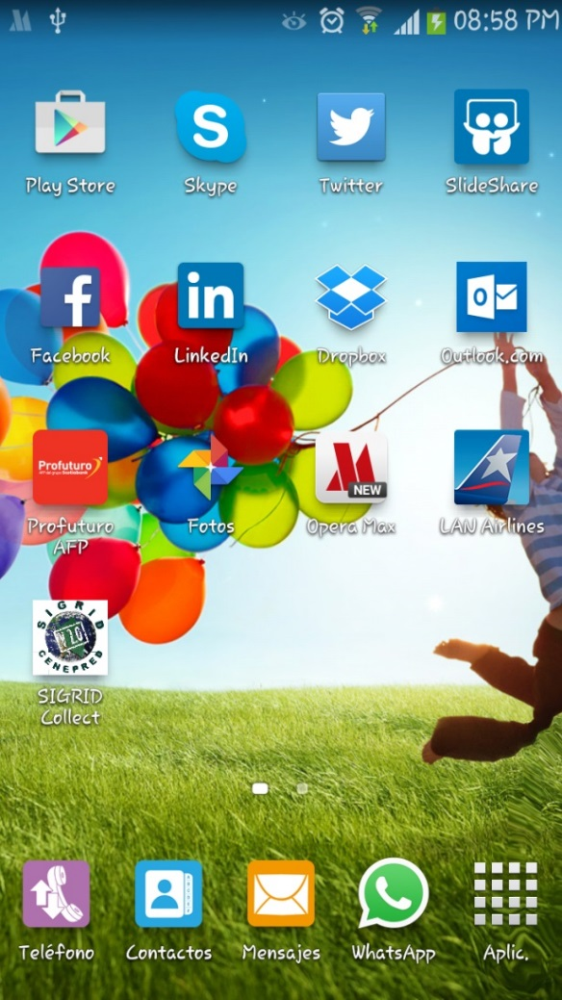 08:58 PM
Play Store
Skype
Twitter
SlideShare
Facebook
LinkedIn
Dropbox
Outlook.com
Profuturo
NEW
Profuturo AFP
Fotos
Opera Max
LAN Airlines
SIGRID
CENEPRED
SIGRID
Collect
Teléfono
Contactos
Mensajes
WhatsApp
Aplic.